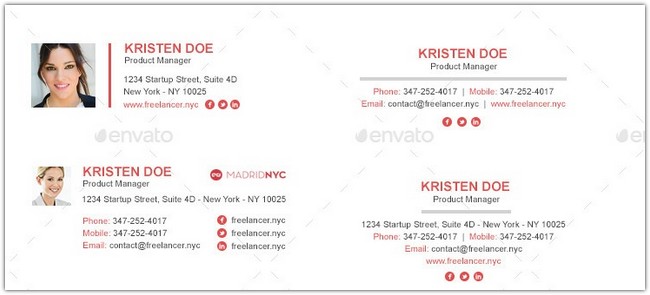 KRISTEN DOE
Product Manager
1234 Startup Street, Suite 4D
New York - NY 10025
www.freelancer.nyc
KRISTEN DOE
Product Manager
Phone: 347-252-4017 | Mobile: 347-252-4017
Email: contact@freelancer.nyc | www.freelancer.nyc
envato
envato
KRISTEN DOE
Product Manager
MADRIDNYC
1234 Startup Street, Suite 4D - New York - NY 10025
Phone: 347-252-4017
freelancer.nyc
Mobile: 347-252-4017
freelancer.nyc
Email: contact@freelancer.nyc
freelancer.nyc
KRISTEN DOE
Product Manager
1234 Startup Street, Suite 4D - New York - NY 10025
Phone: 347-252-4017 | Mobile: 347-252-4017
Email: contact@freelancer.nyc
www.freelancer.nyc